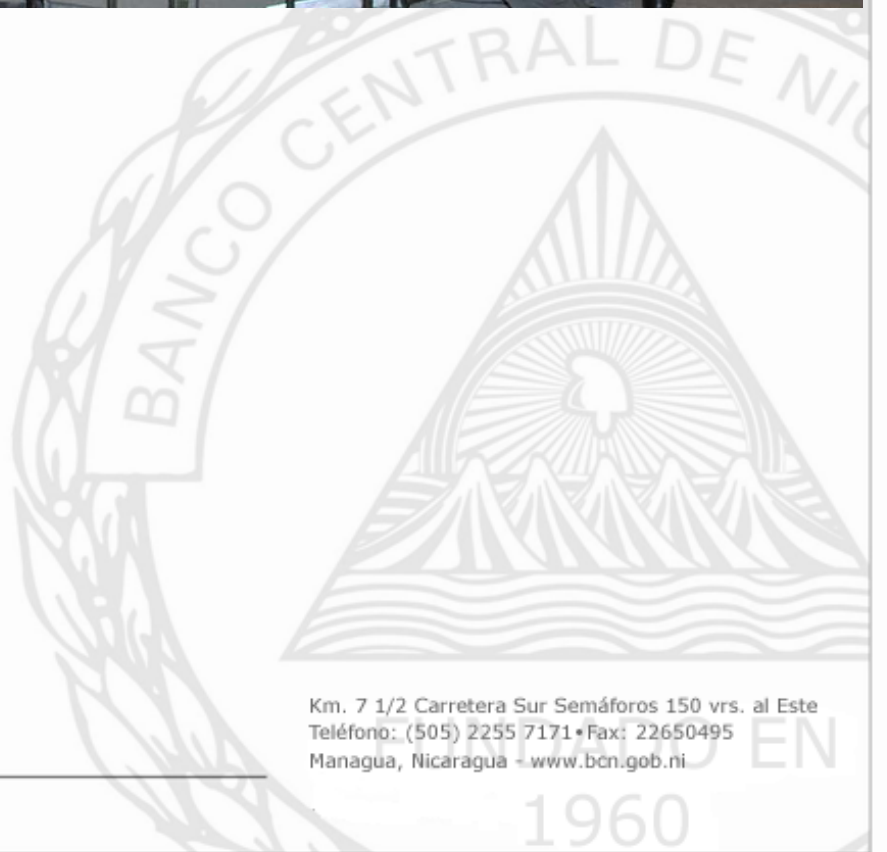 BANCO CENTRAL DE
Km. 7 1/2 Carretera Sur Semáforos 150 vrs. al Este
Teléfono: (505) 2255 7171•Fax: 22650495
Managua, Nicaragua - www.bcn.gob.ni
FUNDADO EN
1960